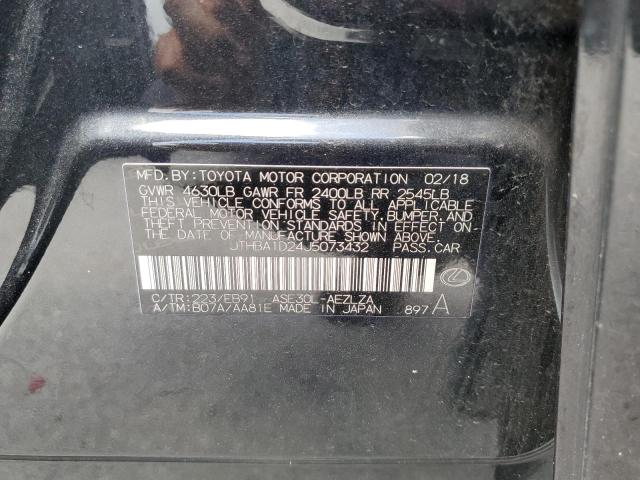 MFD.BY:TOYOTA MOTOR CORPORATION 02/18
GVWR 4630LB GAWR FR 2400LB RR 2545LB
THIS VEHICLE CONFORMS TO ALL APPLICABLE
FEDERAL MOTOR VEHICLE SAFETY, BUMPER, AND
THEFT PREVENTION STANDARDS IN EFFECT ON
THE DATE OF MANUFACTURE SHOWN ABOVE.
JTHBA1D24J5073432 PASS.CAR
C/TR:223/EB91 ASE30L-AEZLZA
A/TM:B07A/AA81E MADE IN JAPAN 897 A